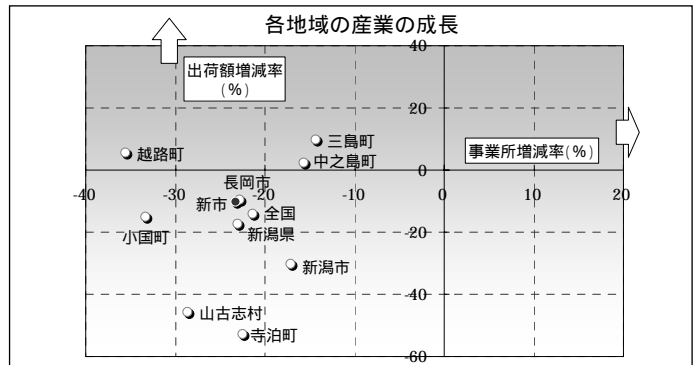 各地域の産業の成長
40
出荷額増減率
(%)
20
三島町
事業所増減率(%)
越路町
中之島町
0
-40
-30
-20
-10
0
10
20
長岡市
新市
全国
小国町
新潟県
-20
新潟市
-40
山古志村
寺泊町
-60